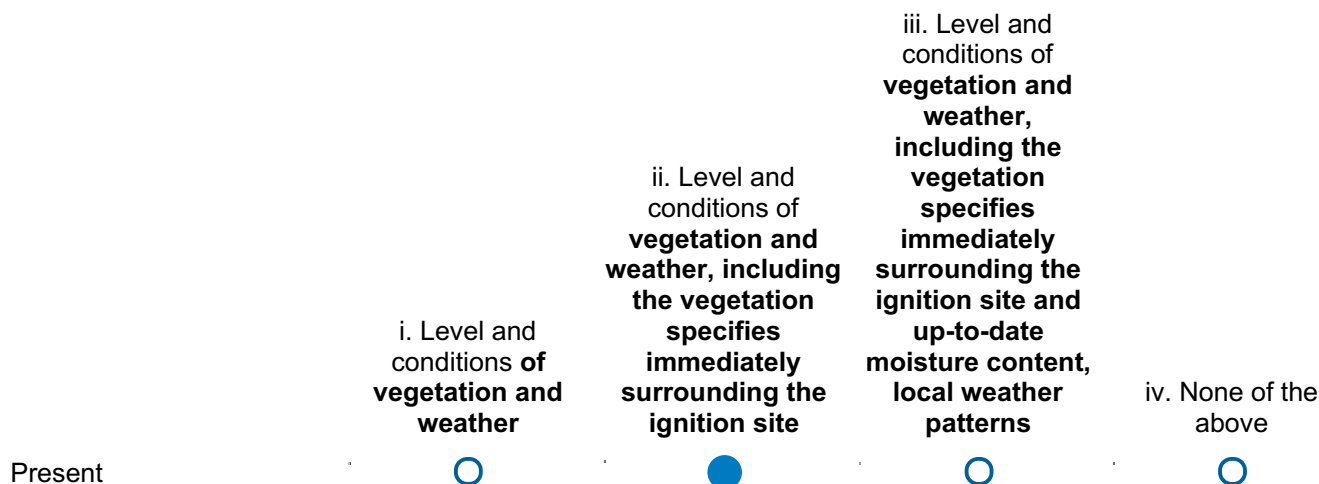 i. Level and
conditions of
vegetation and
weather
ii. Level and
conditions of
vegetation and
weather, including
the vegetation
specifies
immediately
surrounding the
ignition site
iii. Level and
conditions of
vegetation and
weather,
including the
vegetation
specifies
immediately
surrounding the
ignition site and
up-to-date
moisture content,
local weather
patterns
iv. None of the
above
Present